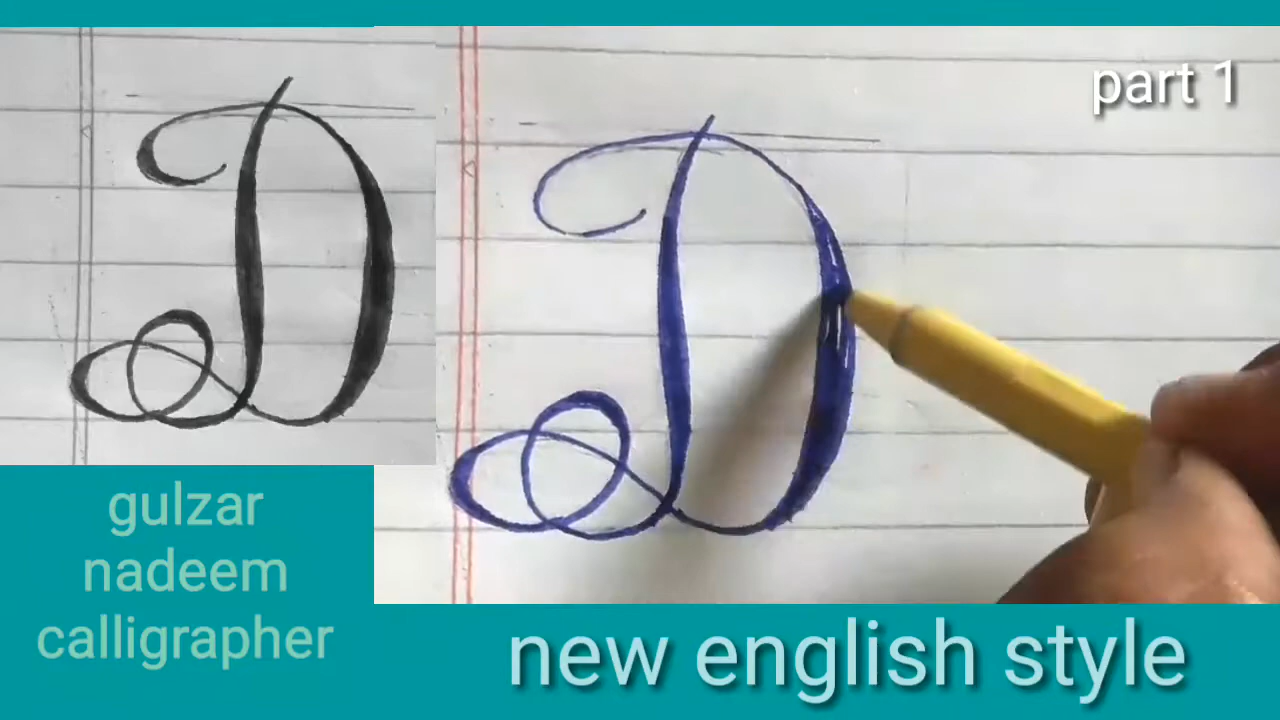 part 1
D
D
gulzar
nadeem
calligrapher
new english style